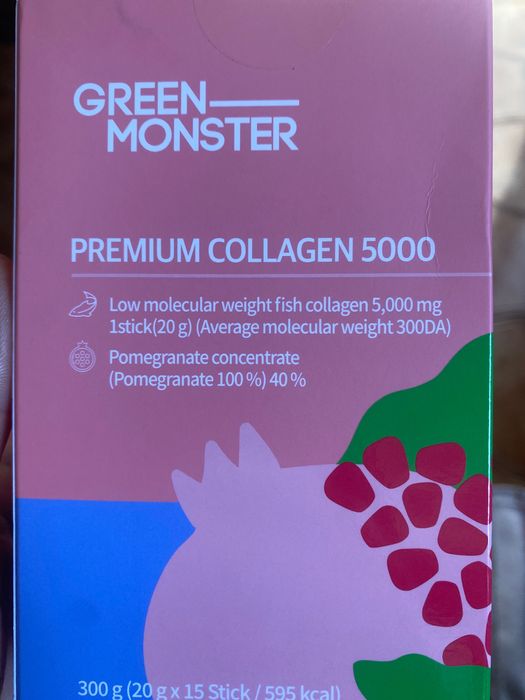 GREEN
MONSTER
PREMIUM COLLAGEN 5000
Low molecular weight fish collagen 5,000 mg
1stick(20 g) (Average molecular weight 300DA)
Pomegranate concentrate
(Pomegranate 100 %) 40 %
300 g (20 g x 15 Stick / 595 kcal)